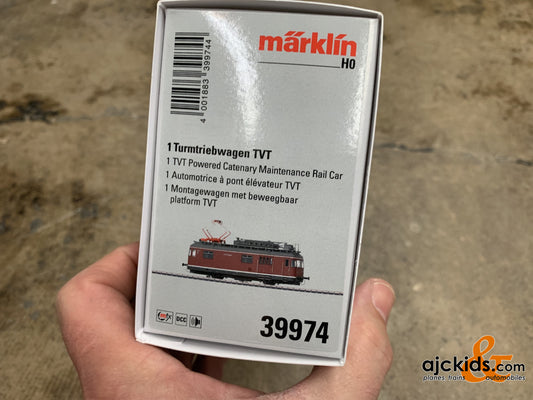 märklin
H0
4 001883 399744
1 Turmtriebwagen TVT
1 TVT Powered Catenary Maintenance Rail Car
1 Automotrice à pont élévateur TVT
1 Montagewagen met beweegbaar
platform TVT
mfx DCC
39974
ajckids.com
planes, trains & automobiles